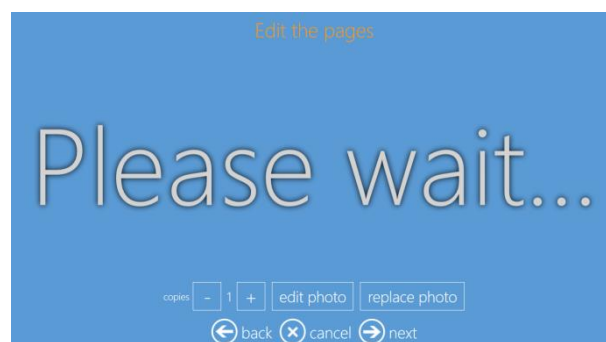 Edit the pages
Please wait...
copies - 1 + edit photo replace photo
back cancel next